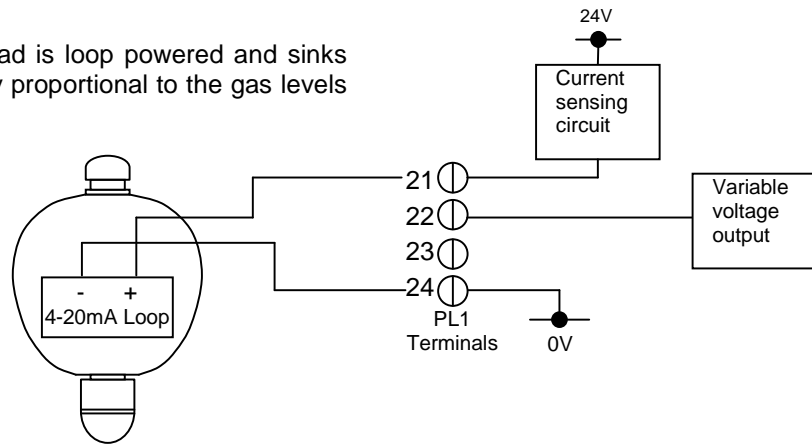 24V
ad is loop powered and sinks
y proportional to the gas levels
Current
sensing
circuit
21
22
23
24
Variable
voltage
output
- +
4-20mA Loop
PL1
Terminals
0V